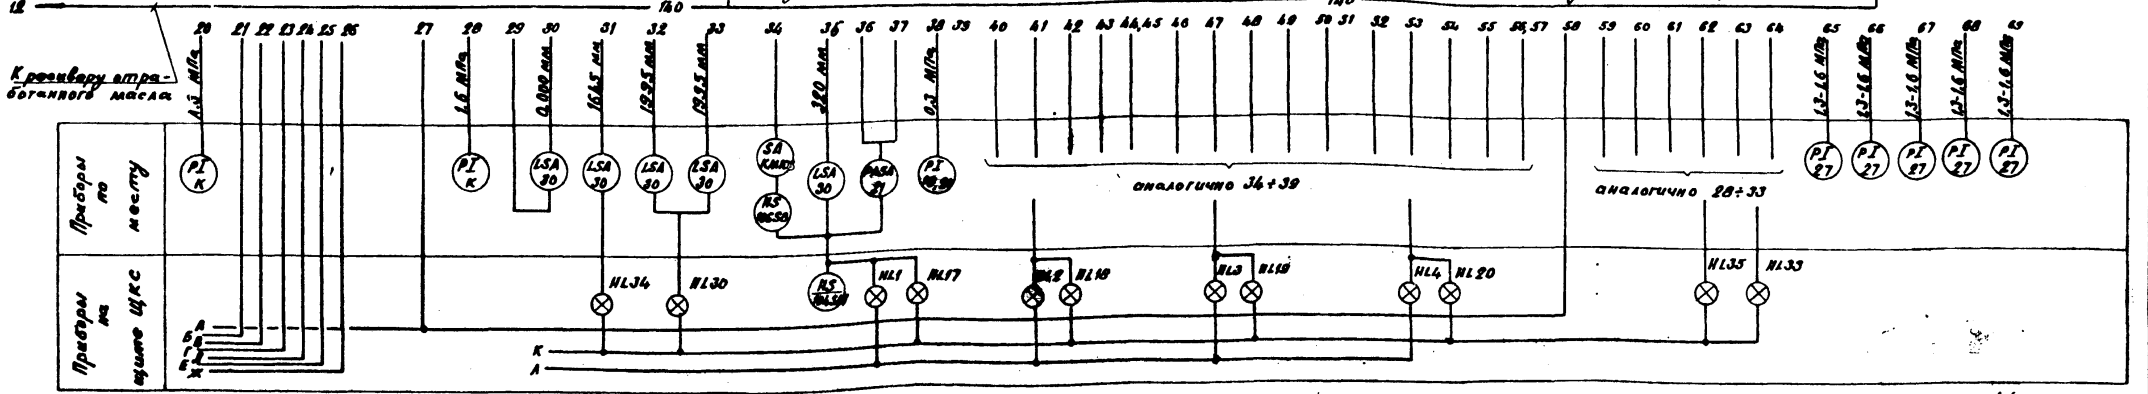 12
140
140
20 21 22 23 24 25 26 27 28 29 30 31 32 33 34 35 36 37 38 39 40 41 42 43 44,45 46 47 48 49 50 51 52 53 54 55 56,57 58 59 60 61 62 63 64 65 66 67 68 69
К ресиверу отра-
ботанного масла
МПа
1,6 МПа
0,000 мм
1645 мм
1995 мм
1995 мм
320 мм
0,3 МПа
1,3-1,6 МПа
1,3-1,6 МПа
1,3-1,6 МПа
1,3-1,6 МПа
1,3-1,6 МПа
Приборы
по
месту
PI
К
PI
К
LSA
30
LSA
30
LSA
30
LSA
30
SA
HS
LSA
30
21
PI
аналогично 34÷39
аналогично 28÷33
PI
27
PI
27
PI
27
PI
27
PI
27
Приборы
на
щите ЩКС
HL34
HL30
HS
HL1
HL17
HL2
HL18
HL3
HL19
HL4
HL20
HL35
HL33
А
Б
В
Г
Д
Е
Ж
К
А